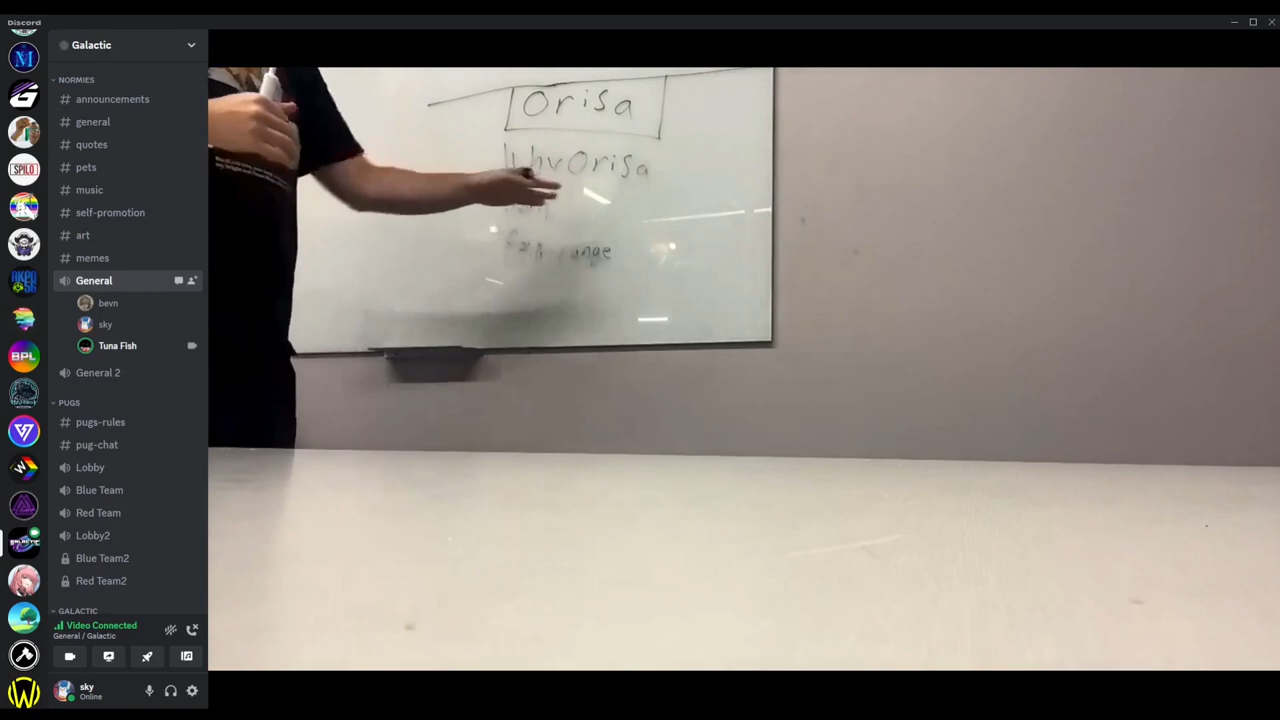 Discord
Galactic
NORMIES
announcements
general
quotes
pets
music
self-promotion
art
memes
General
bevn
sky
Tuna Fish
General 2
PUGS
pugs-rules
pug-chat
Lobby
Blue Team
Red Team
Lobby2
Blue Team2
Red Team2
GALACTIC
Video Connected
General / Galactic
sky
Online
SPILO
BPL
Orisa
Orisa